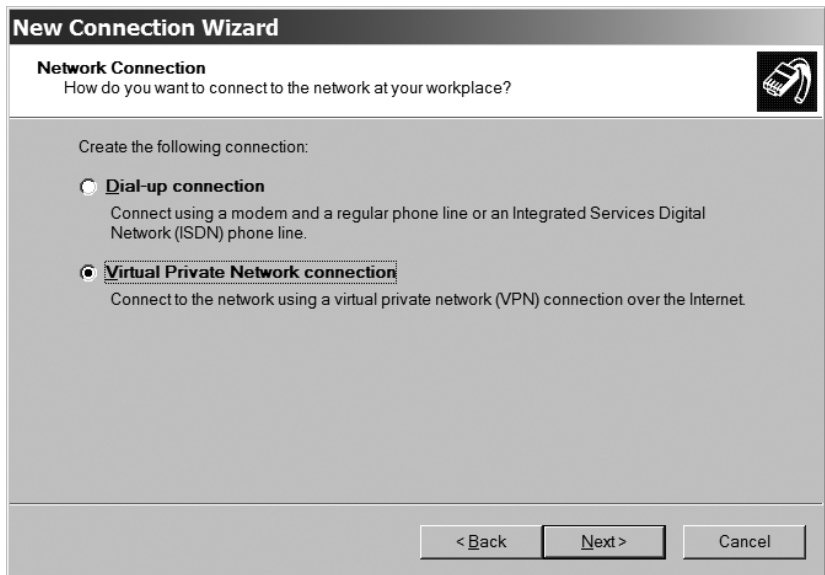 New Connection Wizard
Network Connection
How do you want to connect to the network at your workplace?
Create the following connection:
Dial-up connection
Connect using a modem and a regular phone line or an Integrated Services Digital
Network (ISDN) phone line.
Virtual Private Network connection
Connect to the network using a virtual private network (VPN) connection over the Internet.
< Back Next > Cancel